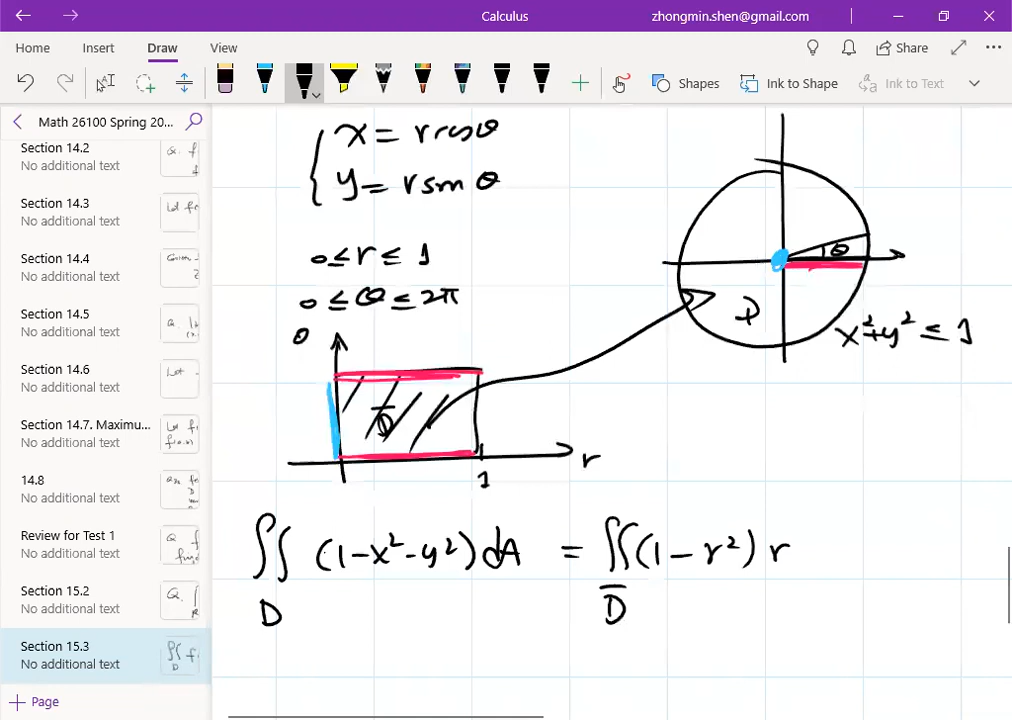 Calculus
zhongmin.shen@gmail.com
Home
Insert
Draw
View
Share
Shapes
Ink to Shape
Ink to Text
Math 26100 Spring 20...
Section 14.2
No additional text
Section 14.3
No additional text
Section 14.4
No additional text
Section 14.5
No additional text
Section 14.6
No additional text
Section 14.7. Maximu...
No additional text
14.8
No additional text
Review for Test 1
No additional text
Section 15.2
No additional text
Section 15.3
No additional text
Page
x = r cos θ
y = r sin θ
0 ≤ r ≤ 1
0 ≤ θ ≤ 2π
θ
D
x² + y² ≤ 1
θ
D̄
r
1
∬ (1 - x² - y²) dA = ∬ (1 - r²) r
D D̄